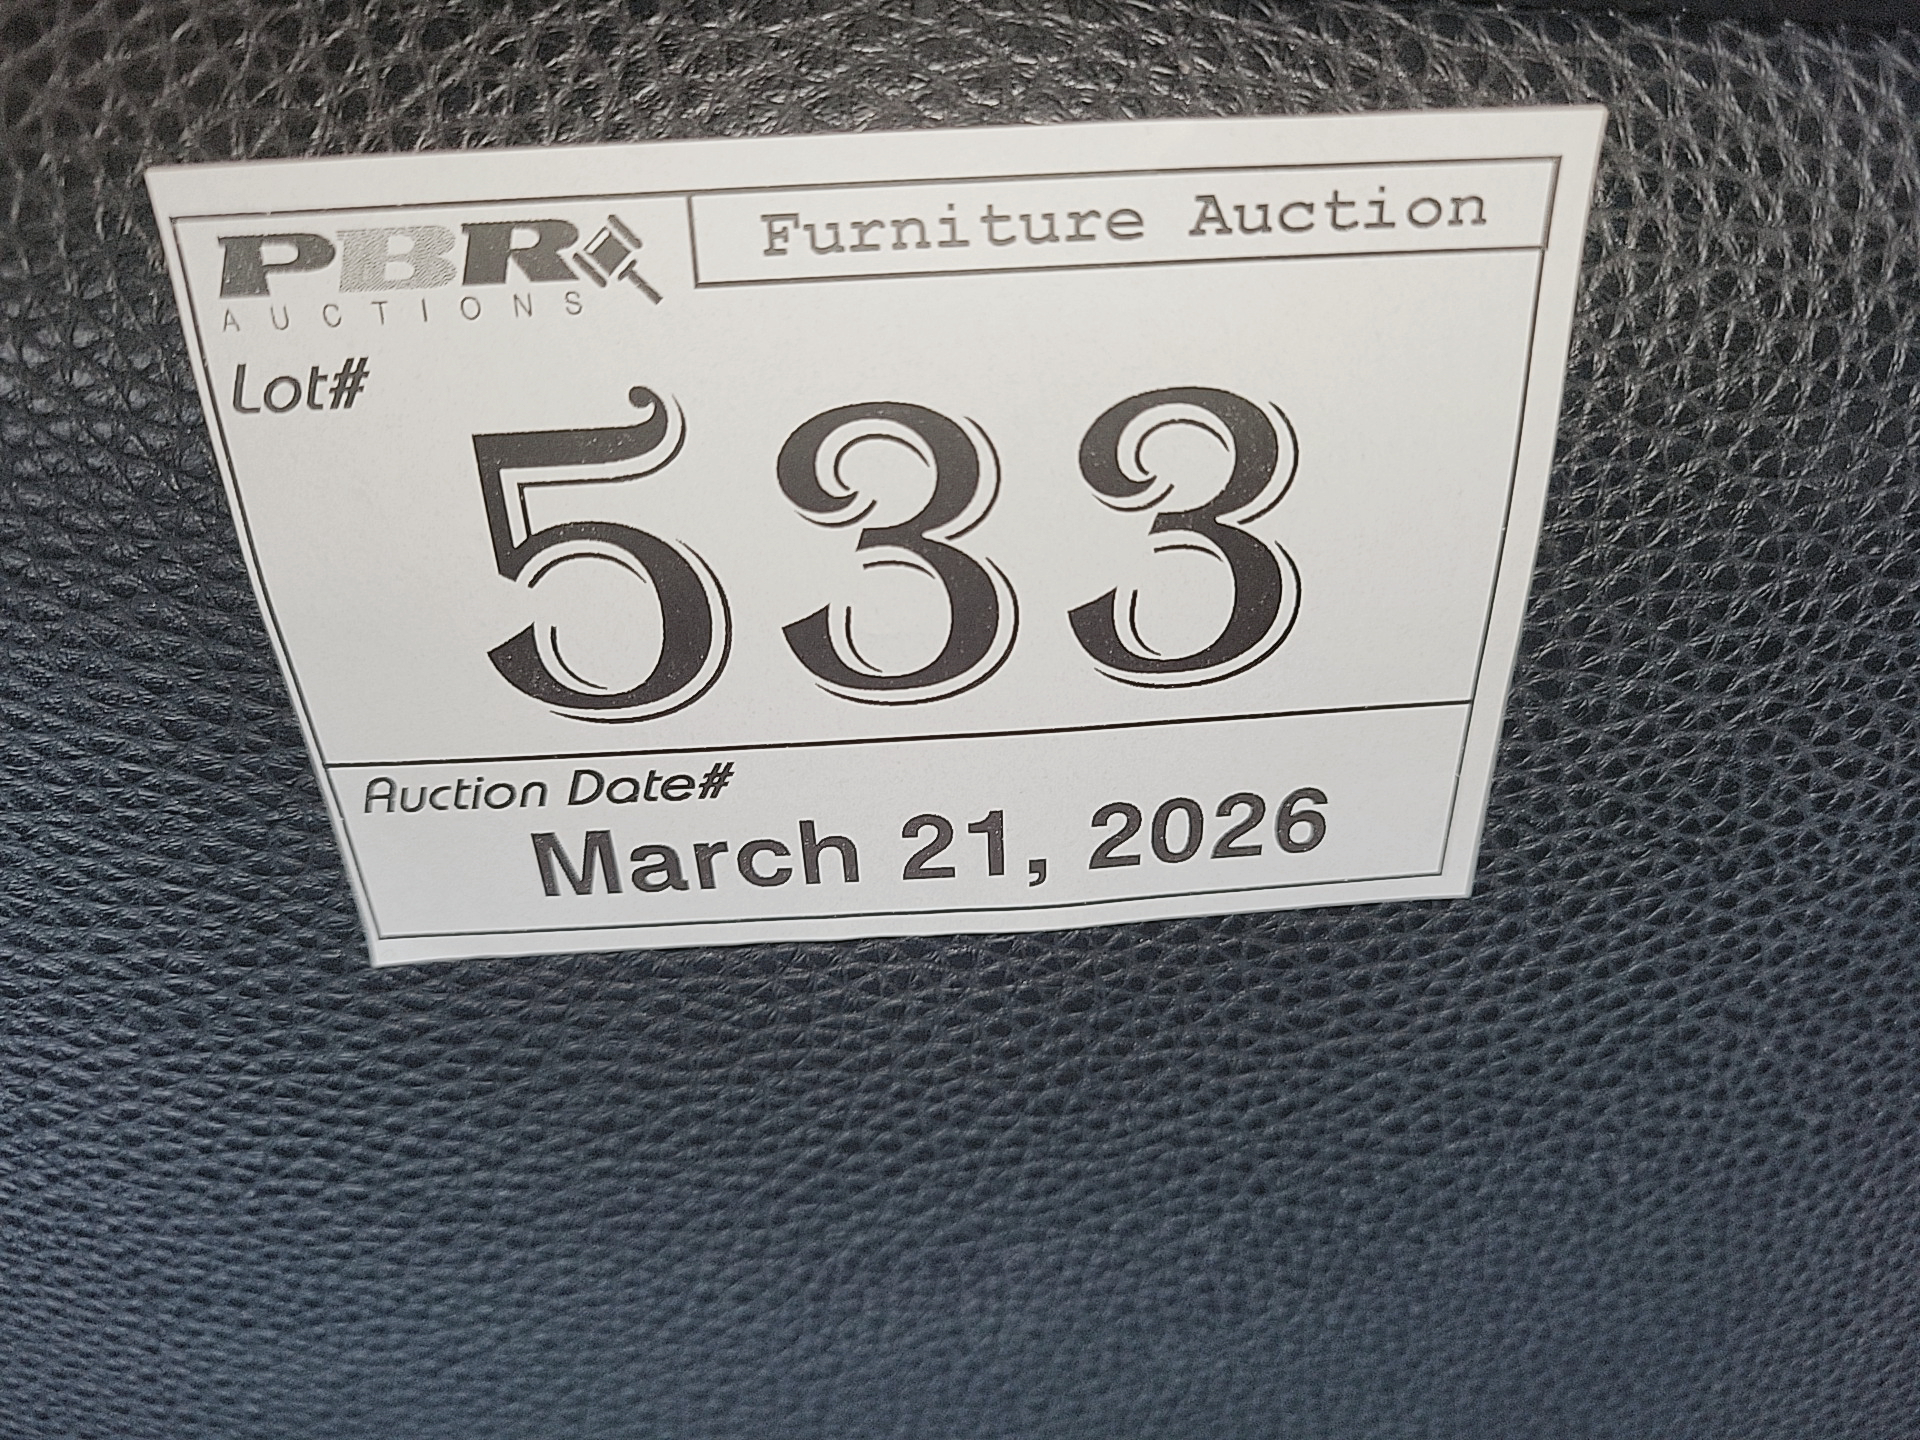 PBR
AUCTIONS
Furniture Auction
Lot#
533
Auction Date#
March 21, 2026